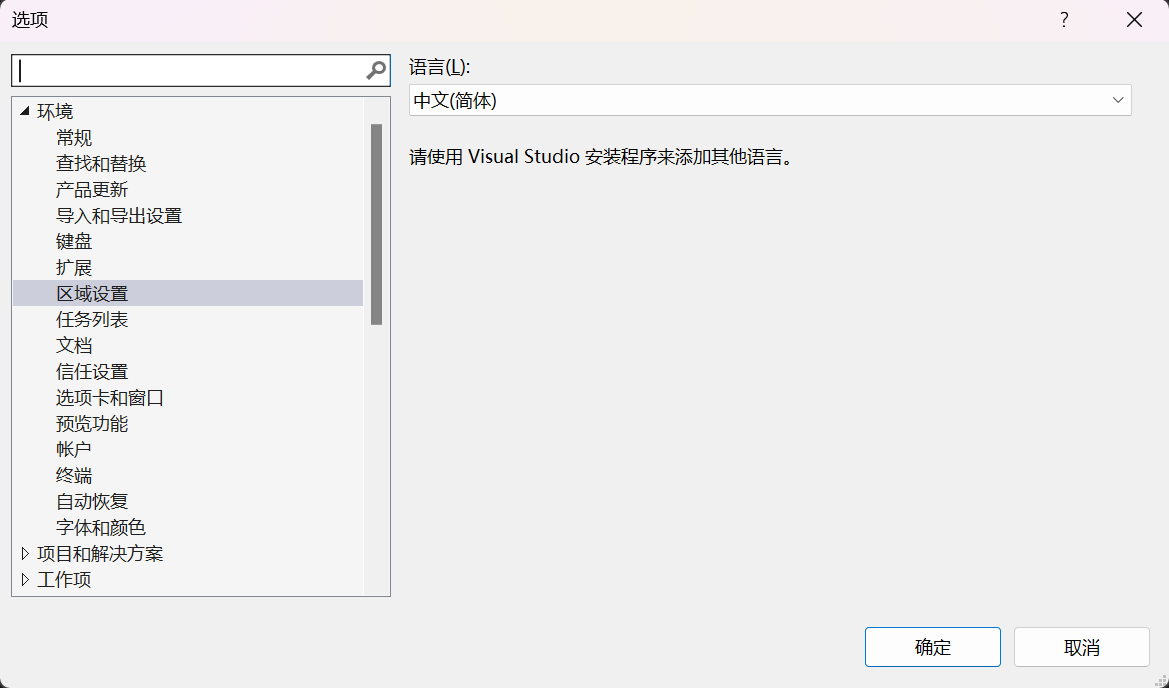 选项
?
环境
常规
查找和替换
产品更新
导入和导出设置
键盘
扩展
区域设置
任务列表
文档
信任设置
选项卡和窗口
预览功能
帐户
终端
自动恢复
字体和颜色
项目和解决方案
工作项
语言(L):
中文(简体)
请使用 Visual Studio 安装程序来添加其他语言。
确定
取消